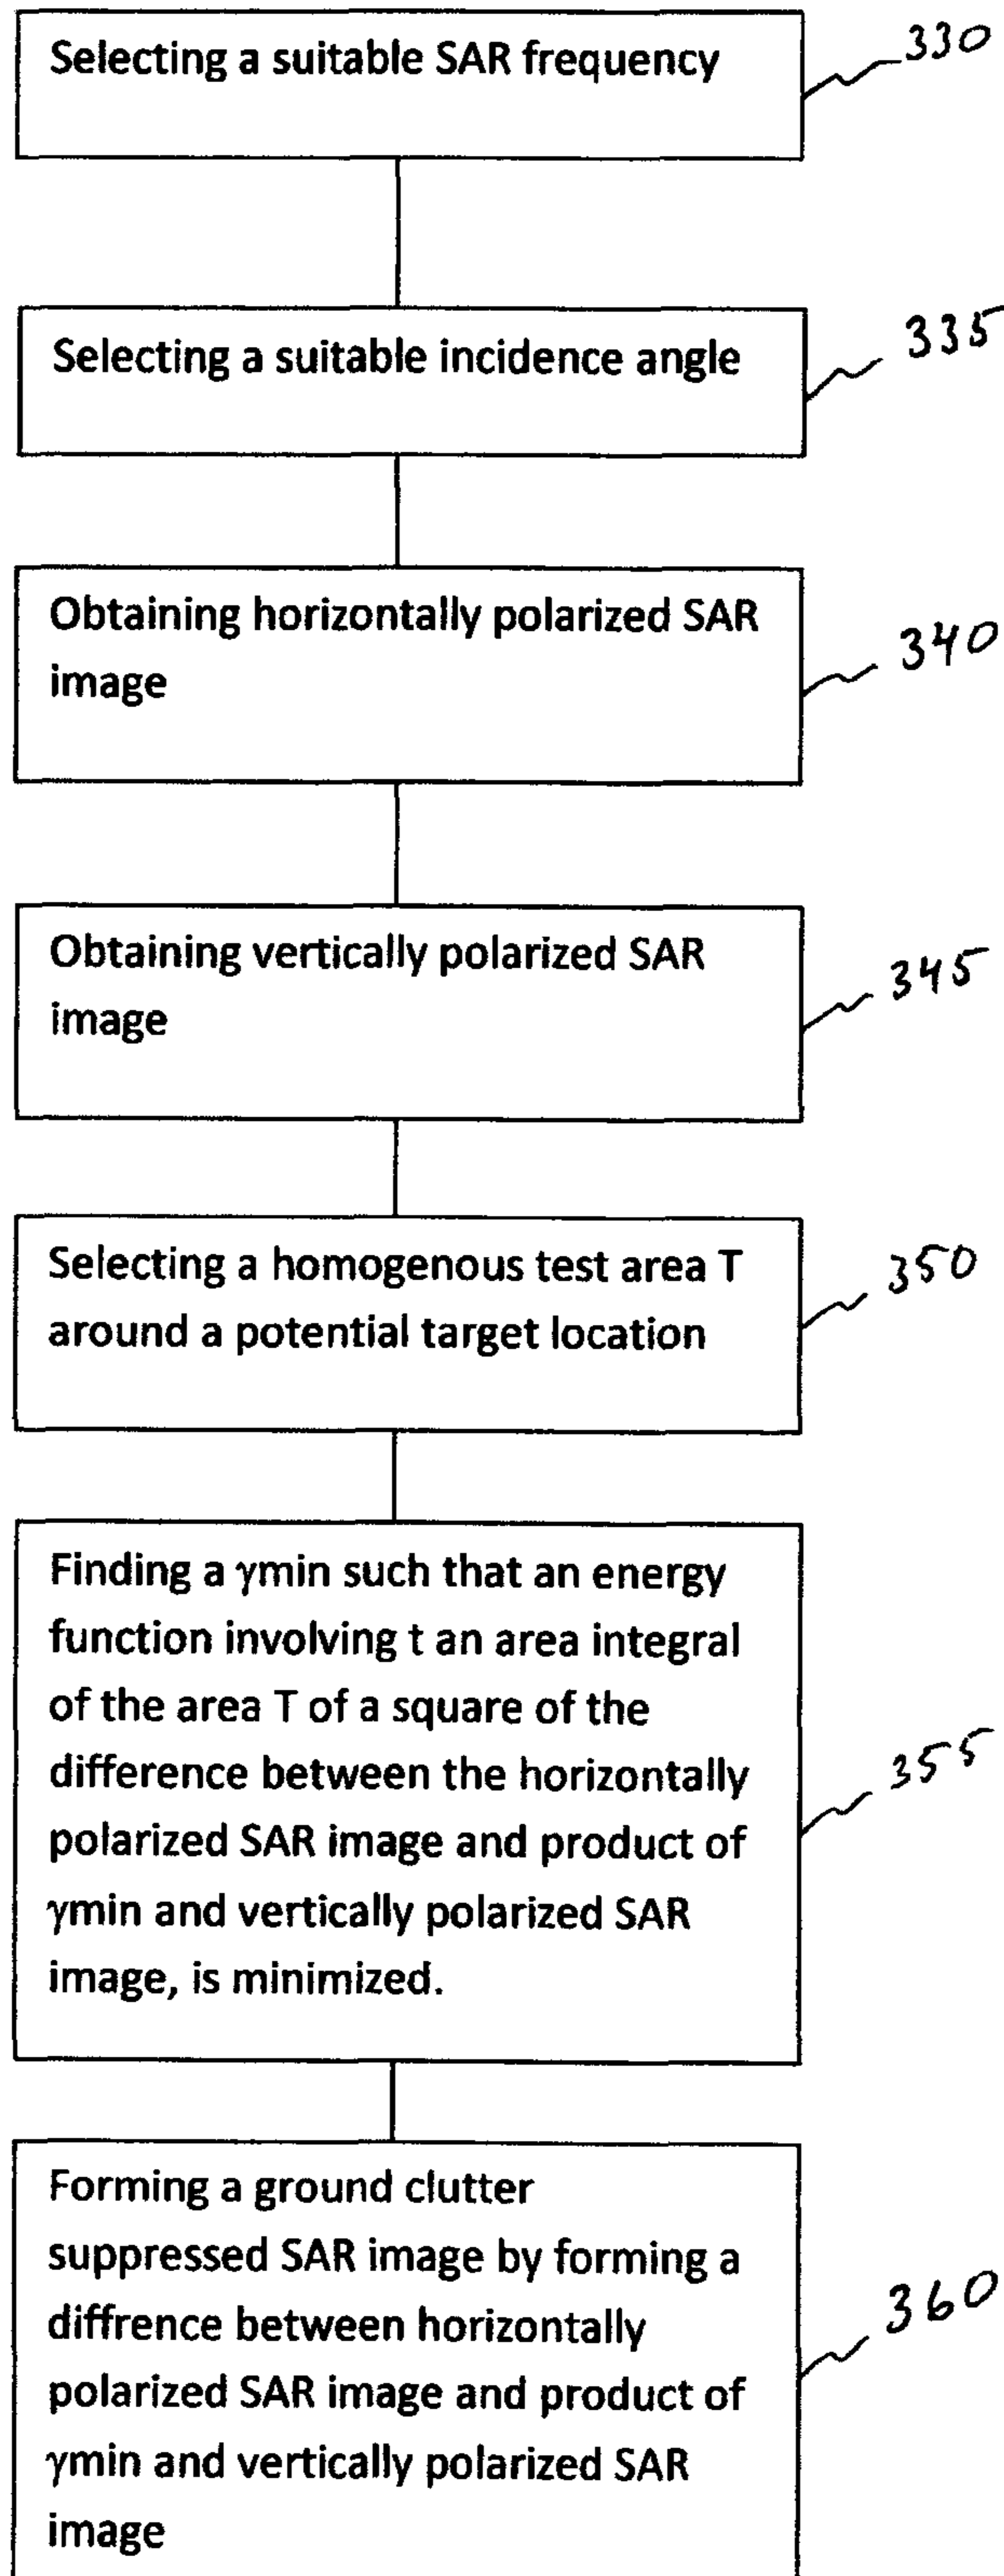 Selecting a suitable SAR frequency
330
Selecting a suitable incidence angle
335
Obtaining horizontally polarized SAR
image
340
Obtaining vertically polarized SAR
image
345
Selecting a homogenous test area T
around a potential target location
350
Finding a γmin such that an energy
function involving t an area integral
of the area T of a square of the
difference between the horizontally
polarized SAR image and product of
γmin and vertically polarized SAR
image, is minimized.
355
Forming a ground clutter
suppressed SAR image by forming a
diffrence between horizontally
polarized SAR image and product of
γmin and vertically polarized SAR
image
360